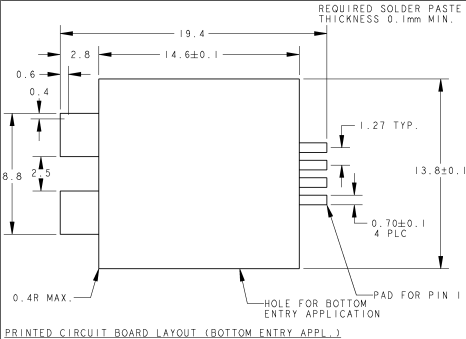 REQUIRED SOLDER PASTE
THICKNESS 0.1mm MIN.
19.4
2.8
14.6±0.1
0.6
0.4
1.27 TYP.
8.8
2.5
13.8±0.1
0.70±0.1
4 PLC
0.4R MAX.
HOLE FOR BOTTOM
ENTRY APPLICATION
PAD FOR PIN 1
PRINTED CIRCUIT BOARD LAYOUT (BOTTOM ENTRY APPL.)